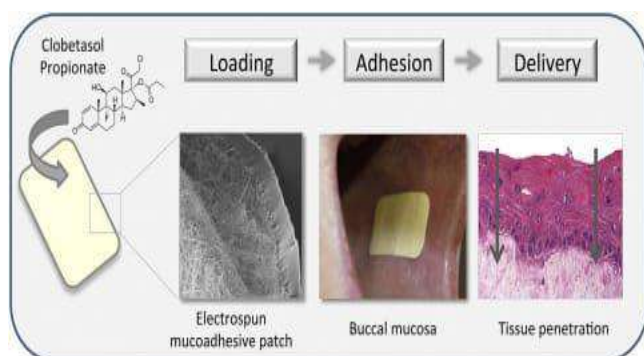 Clobetasol
Propionate
Loading
Adhesion
Delivery
Electrospun
mucoadhesive patch
Buccal mucosa
Tissue penetration